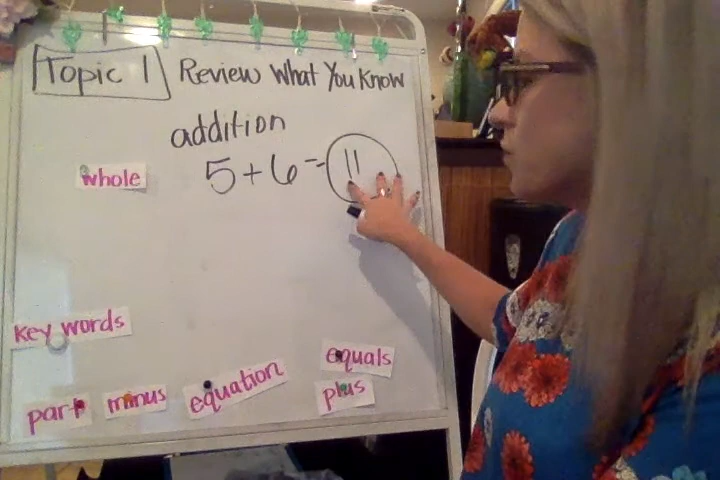 Topic 1 Review What You Know
addition
whole
5 + 6 = 11
key words
equals
part minus equation plus